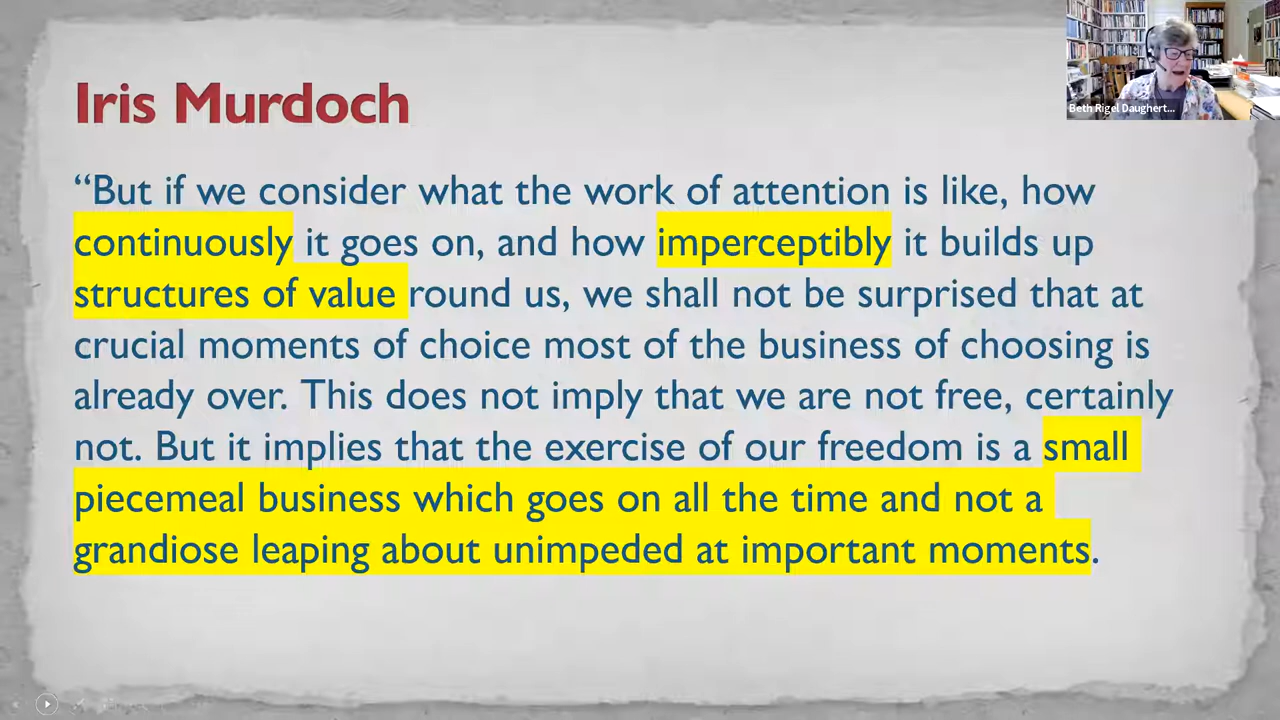 Iris Murdoch
Beth Rigel Daughert...
“But if we consider what the work of attention is like, how
continuously it goes on, and how imperceptibly it builds up
structures of value round us, we shall not be surprised that at
crucial moments of choice most of the business of choosing is
already over. This does not imply that we are not free, certainly
not. But it implies that the exercise of our freedom is a small
piecemeal business which goes on all the time and not a
grandiose leaping about unimpeded at important moments.